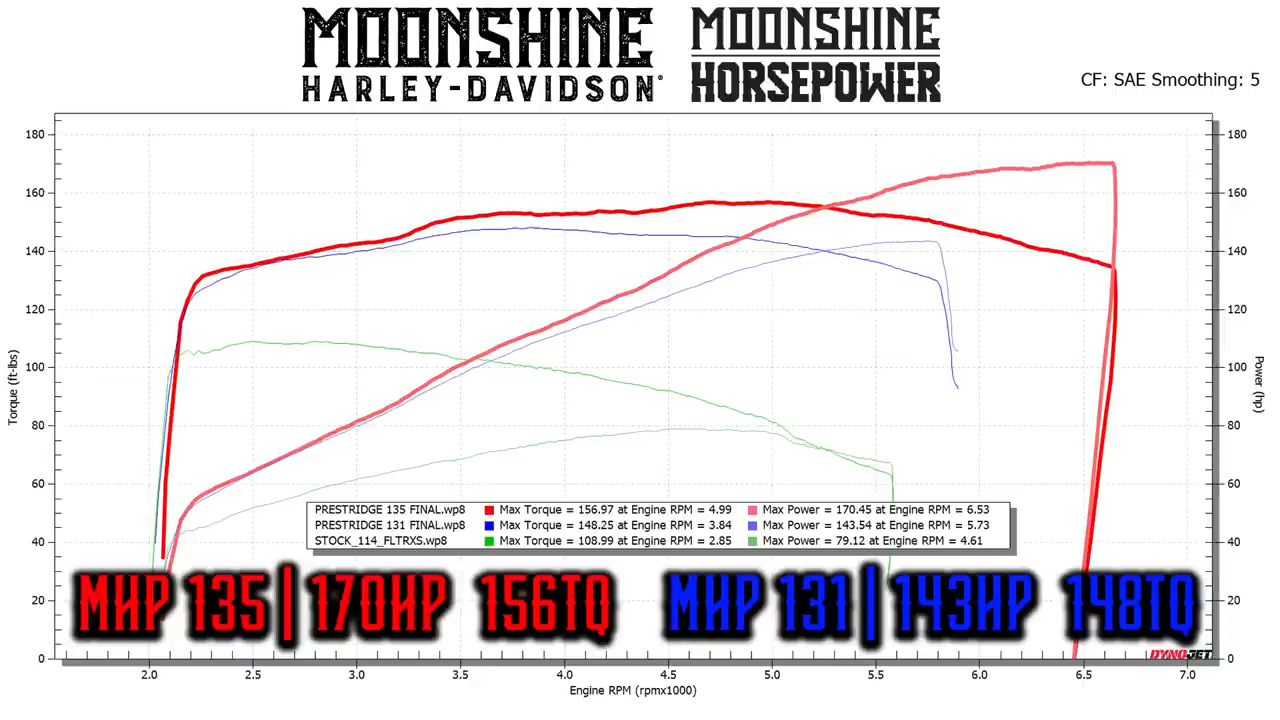 MOONSHINE
HARLEY-DAVIDSON®
MOONSHINE
HORSEPOWER
CF: SAE Smoothing: 5
180
160
140
120
100
80
60
40
20
0
Torque (ft-lbs)
180
160
140
120
100
80
60
40
20
0
Power (hp)
PRESTRIDGE 135 FINAL.wp8 Max Torque = 156.97 at Engine RPM = 4.99 Max Power = 170.45 at Engine RPM = 6.53
PRESTRIDGE 131 FINAL.wp8 Max Torque = 148.25 at Engine RPM = 3.84 Max Power = 143.54 at Engine RPM = 5.73
STOCK_114_FLTRXS.wp8 Max Torque = 108.99 at Engine RPM = 2.85 Max Power = 79.12 at Engine RPM = 4.61
MHP 135 | 170HP 156TQ MHP 131 | 143HP 148TQ
DYNOJET
2.0 2.5 3.0 3.5 4.0 4.5 5.0 5.5 6.0 6.5 7.0
Engine RPM (rpmx1000)